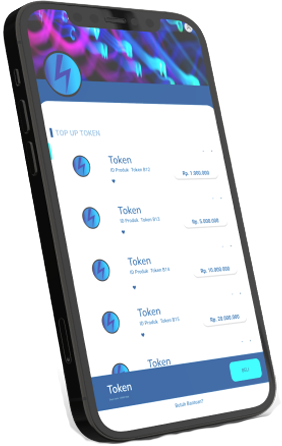 TOP UP TOKEN
Token
ID Produk Token B12
Rp. 1.000.000
Token
ID Produk Token B13
Rp. 5.000.000
Token
ID Produk Token B14
Rp. 10.000.000
Token
ID Produk Token B15
Rp. 20.000.000
Token
Token
BELI
Butuh Bantuan?